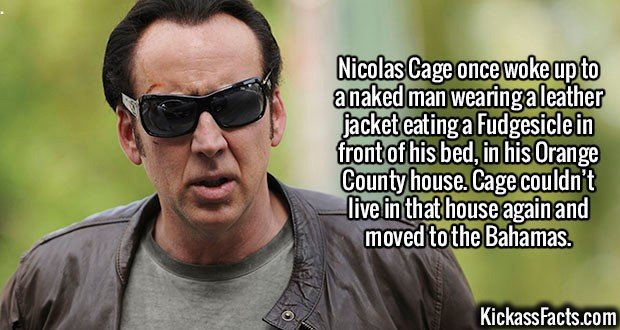 Nicolas Cage once woke up to
a naked man wearing a leather
jacket eating a Fudgesicle in
front of his bed, in his Orange
County house. Cage couldn't
live in that house again and
moved to the Bahamas.
KickassFacts.com